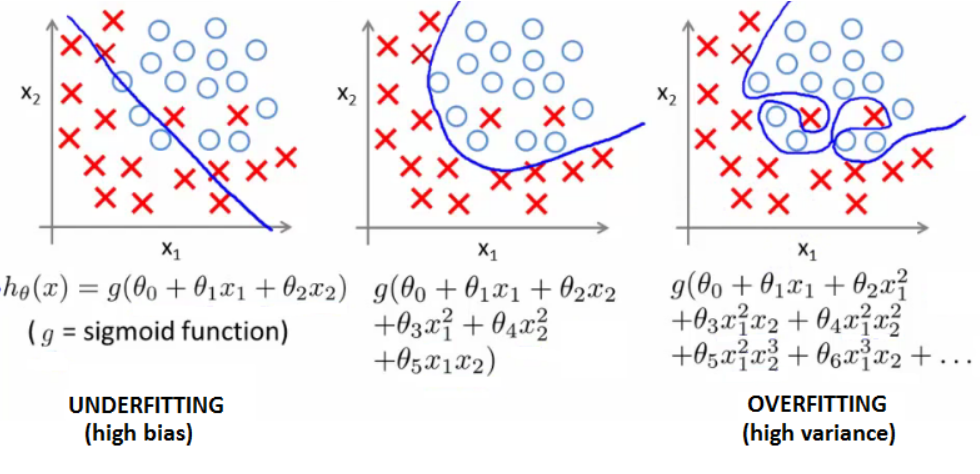 x₂
x₁
x₂
x₁
x₂
x₁
hθ(x) = g(θ₀ + θ₁x₁ + θ₂x₂)
( g = sigmoid function)
UNDERFITTING
(high bias)
g(θ₀ + θ₁x₁ + θ₂x₂
+θ₃x₁² + θ₄x₂²
+θ₅x₁x₂)
g(θ₀ + θ₁x₁ + θ₂x₁²
+θ₃x₁²x₂ + θ₄x₁²x₂²
+θ₅x₁²x₂³ + θ₆x₁³x₂ + ...
OVERFITTING
(high variance)